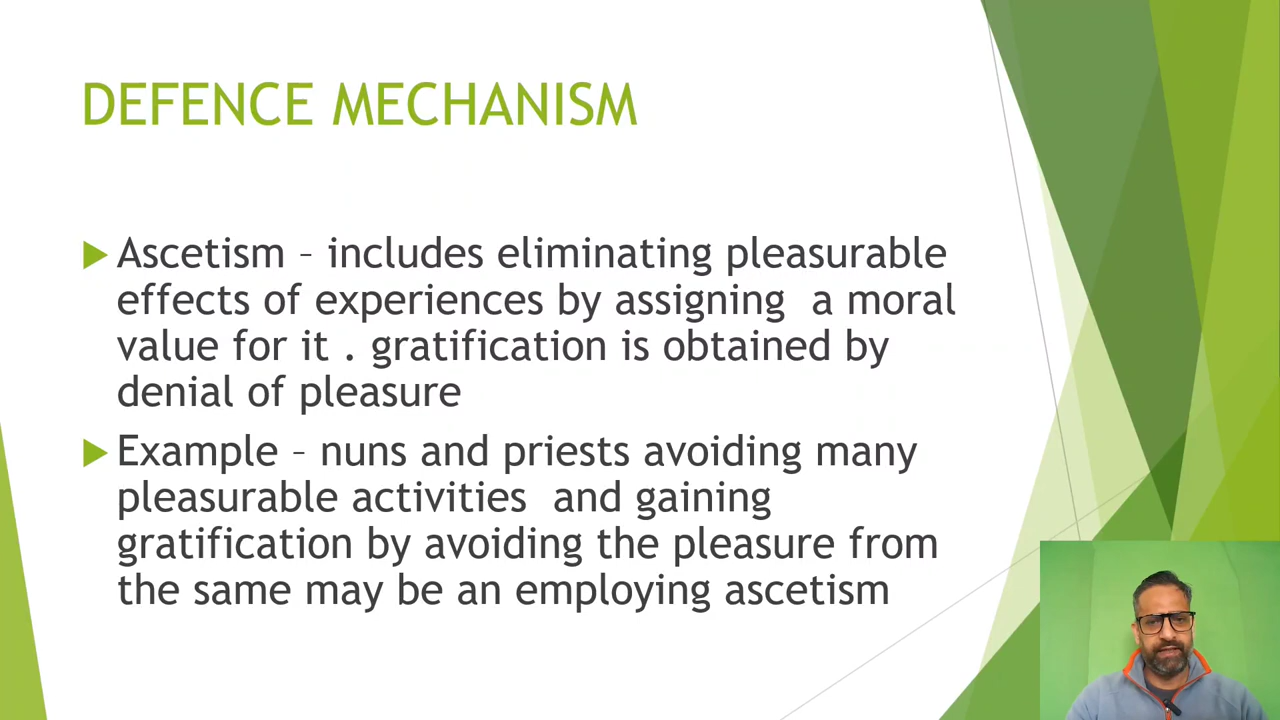 DEFENCE MECHANISM
Ascetism – includes eliminating pleasurable
effects of experiences by assigning a moral
value for it . gratification is obtained by
denial of pleasure
Example – nuns and priests avoiding many
pleasurable activities and gaining
gratification by avoiding the pleasure from
the same may be an employing ascetism